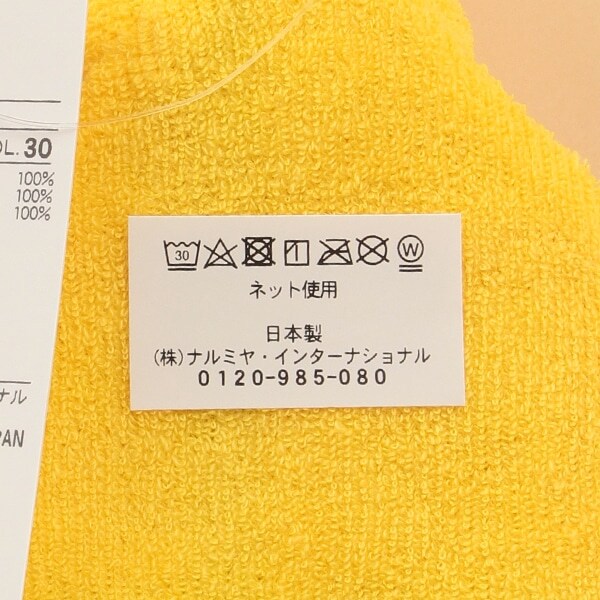 OL. 30
100%
100%
100%
ナル
PAN
30
W
ネット使用
日本製
(株)ナルミヤ・インターナショナル
0120-985-080